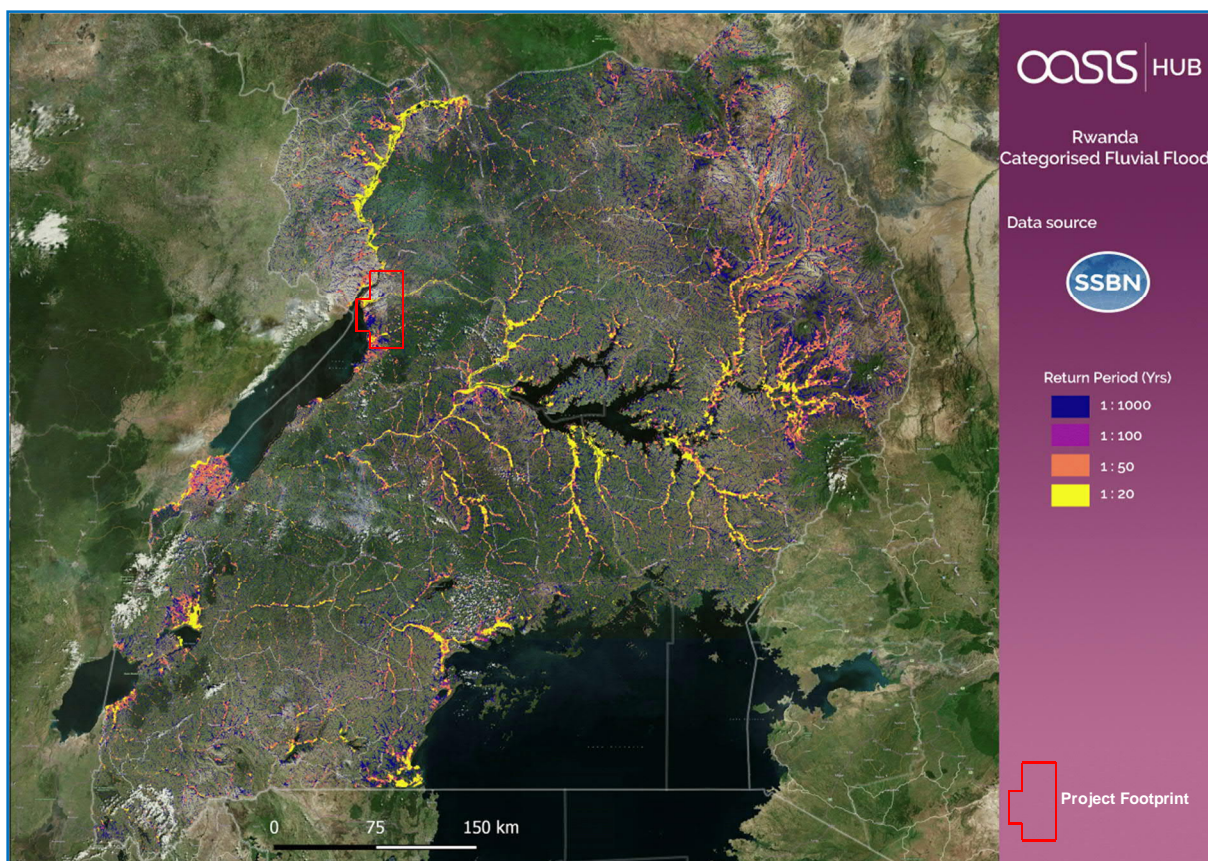 OASIS | HUB
Rwanda
Categorised Fluvial Flood
Data source
SSBN
Return Period (Yrs)
1 : 1000
1 : 100
1 : 50
1 : 20
Project Footprint
0 75 150 km